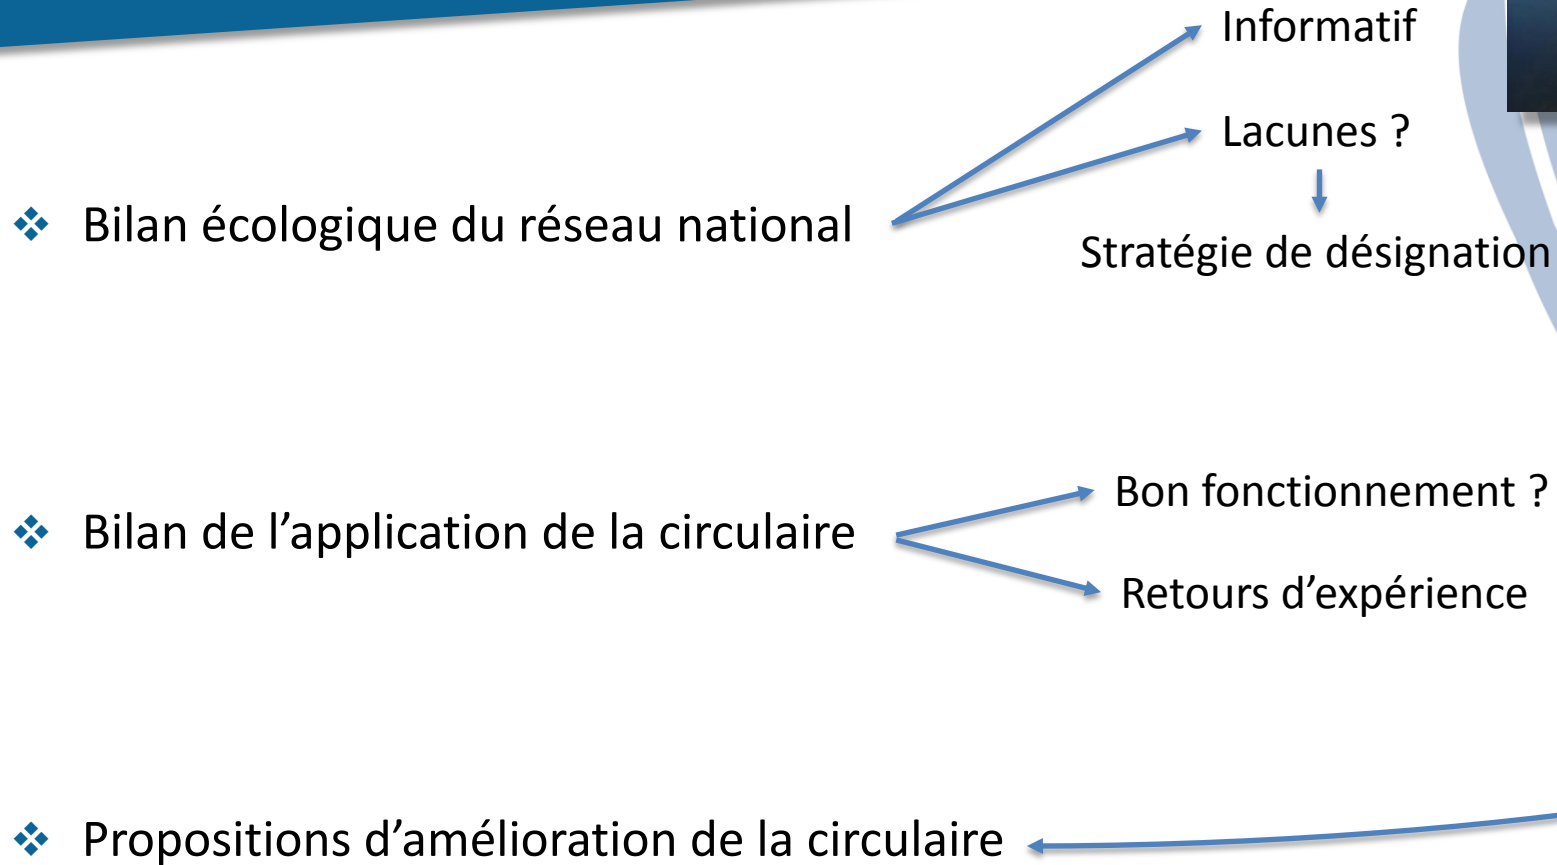 Informatif
Lacunes ?
❖ Bilan écologique du réseau national
Stratégie de désignation
Bon fonctionnement ?
❖ Bilan de l’application de la circulaire
Retours d’expérience
❖ Propositions d’amélioration de la circulaire